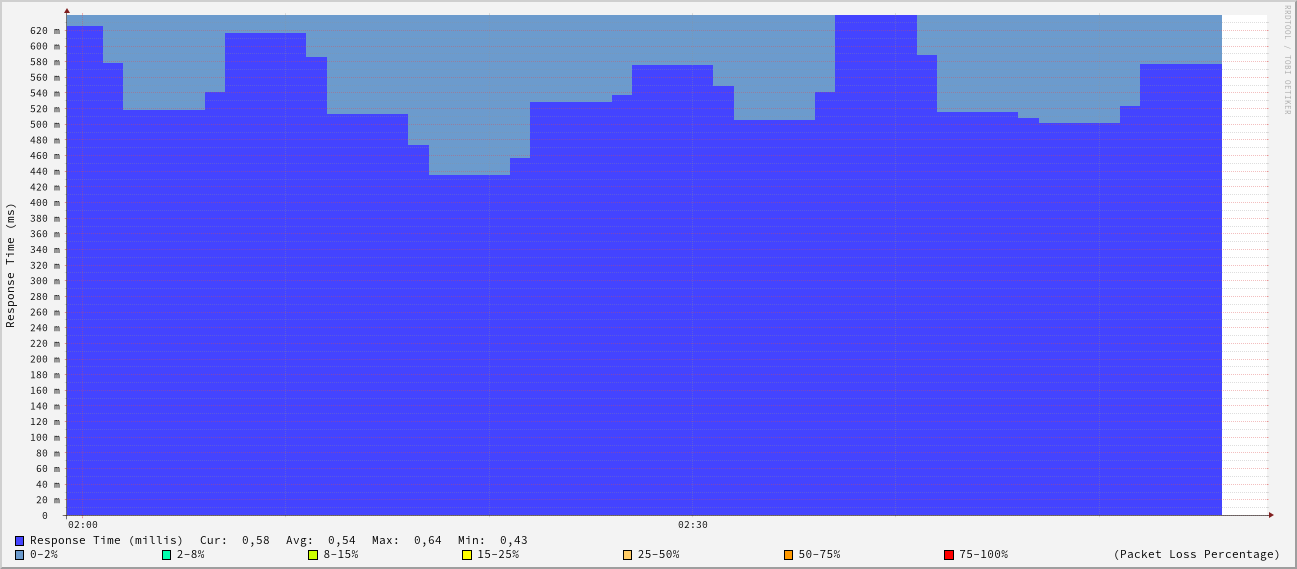 RRDTOOL / TOBI OETIKER
Response Time (ms)
620 m
600 m
580 m
560 m
540 m
520 m
500 m
480 m
460 m
440 m
420 m
400 m
380 m
360 m
340 m
320 m
300 m
280 m
260 m
240 m
220 m
200 m
180 m
160 m
140 m
120 m
100 m
80 m
60 m
40 m
20 m
0
02:00 02:30
Response Time (millis) Cur: 0,58 Avg: 0,54 Max: 0,64 Min: 0,43
0-2% 2-8% 8-15% 15-25% 25-50% 50-75% 75-100% (Packet Loss Percentage)